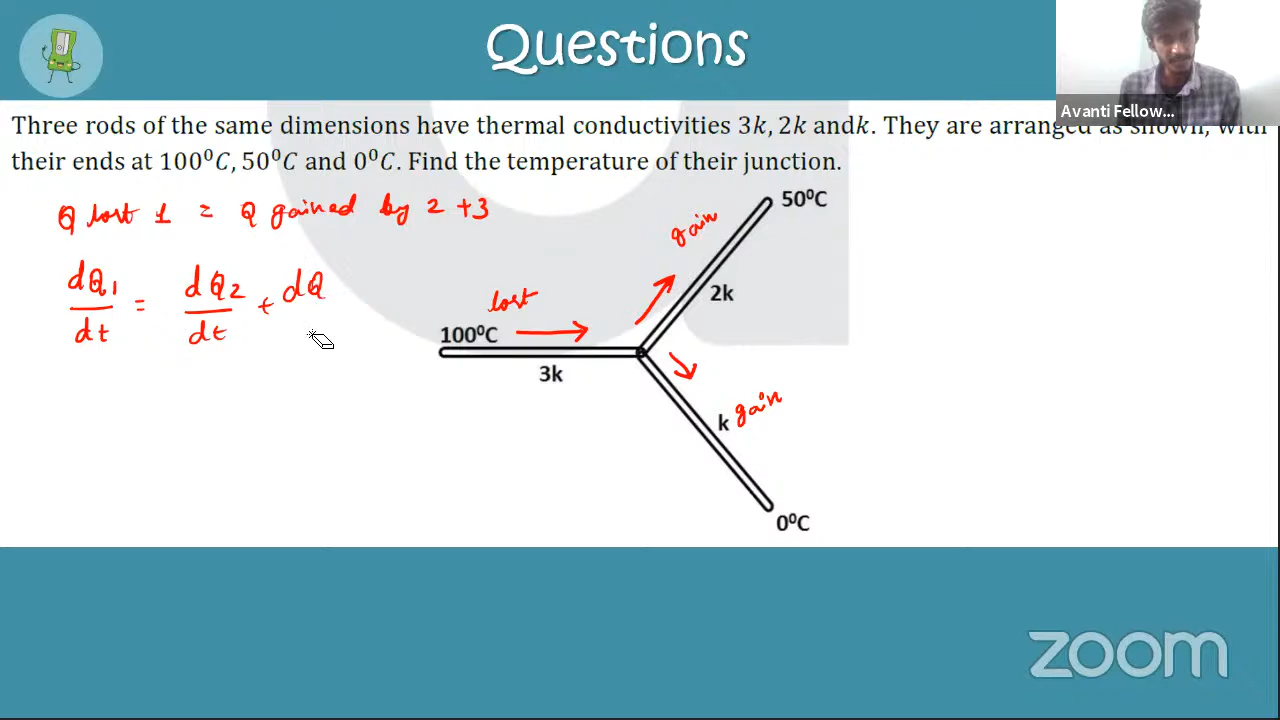 Questions
Avanti Fellow...
Three rods of the same dimensions have thermal conductivities 3k, 2k andk. They are arranged as shown, with
their ends at 100⁰C, 50⁰C and 0⁰C. Find the temperature of their junction.
Q lost 1 = Q gained by 2 + 3
dQ₁/dt = dQ₂/dt + dQ
50⁰C
gain
2k
lost
100⁰C
3k
k gain
0⁰C
zoom